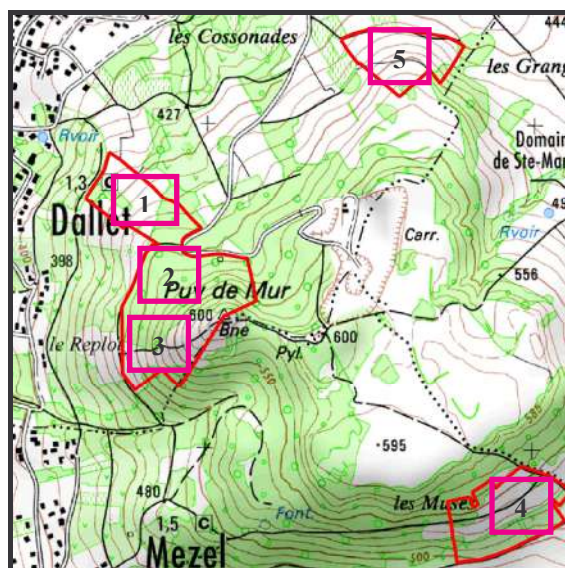 444
les Cossonades
5
les Grang
427
Rvoir
Domain
de Ste-Mar
1,3 C
1
Dallet
Carr.
Rvoir
398
2
556
Puy de Mur
600
Bne
600
3
le Replo
Pyl.
550
585
595
480
les Muse
4
1,5 C
Font.
Mezel
500